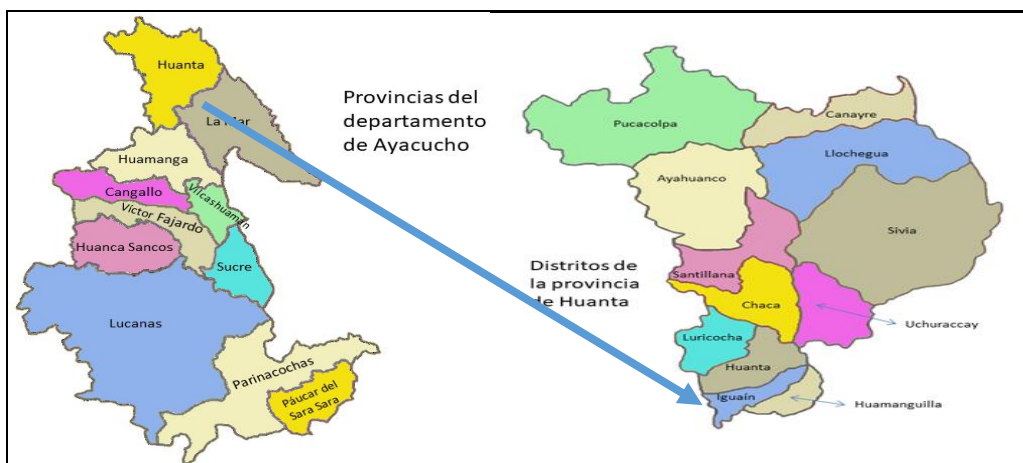 Huanta
La Mar
Huamanga
Cangallo
Vilcashuamán
Víctor Fajardo
Huanca Sancos
Sucre
Lucanas
Parinacochas
Páucar del
Sara Sara
Provincias del
departamento
de Ayacucho
Pucacolpa
Canayre
Llochegua
Ayahuanco
Sivia
Santillana
Chaca
Uchuraccay
Luricocha
Huanta
Iguaín
Huamanguilla
Distritos de
la provincia
de Huanta